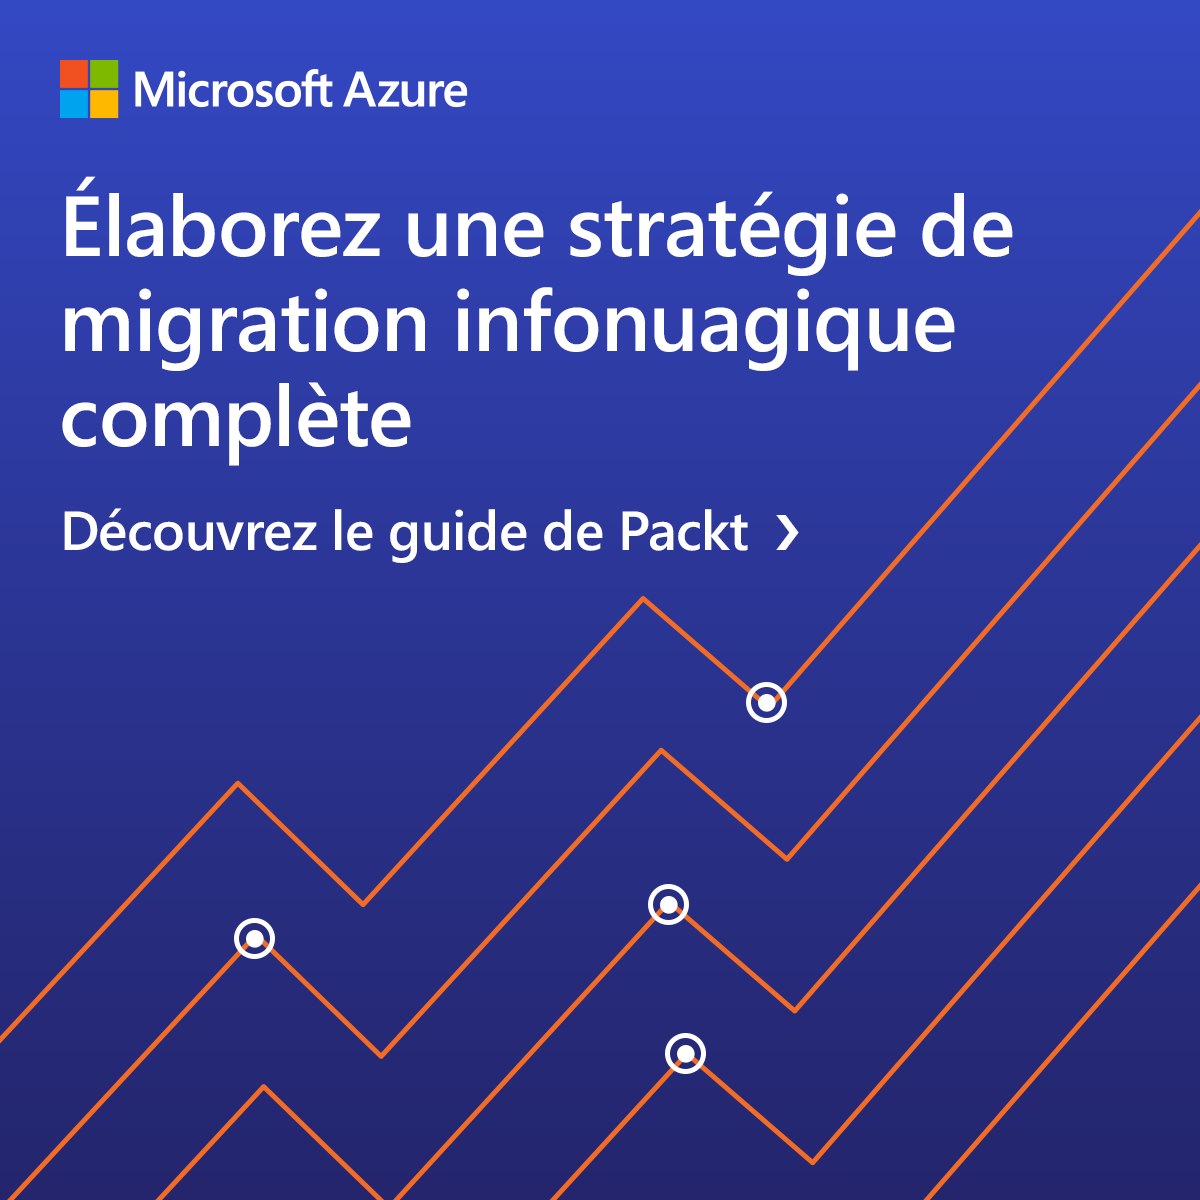 Microsoft Azure
Élaborez une stratégie de
migration infonuagique
complète
Découvrez le guide de Packt ❯